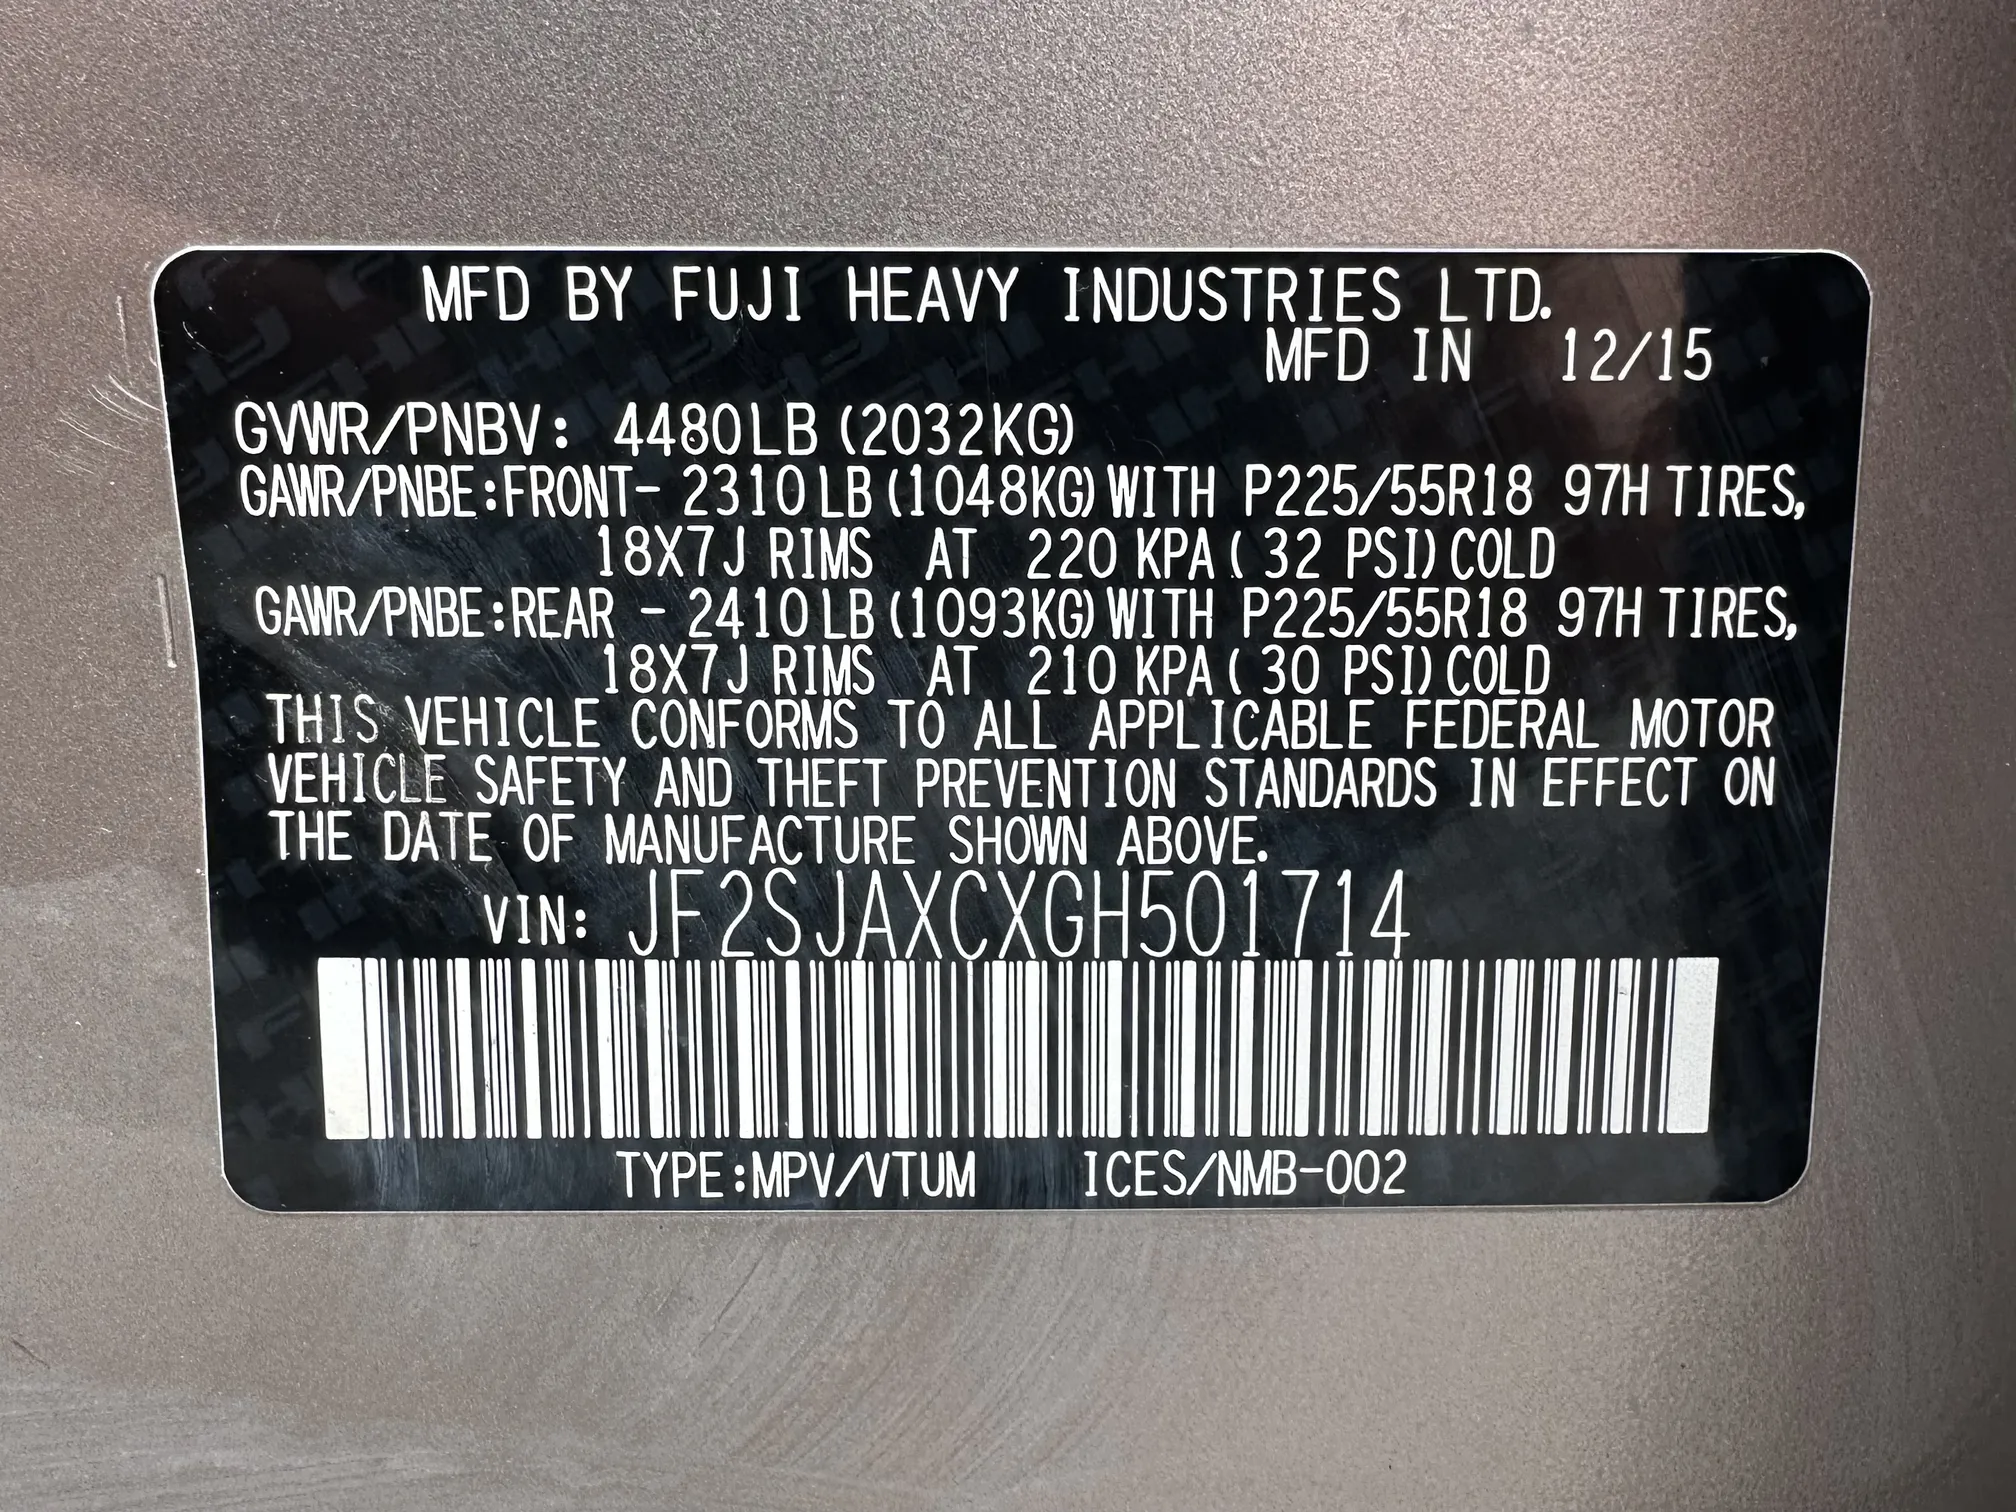 MFD BY FUJI HEAVY INDUSTRIES LTD.
MFD IN 12/15
GVWR/PNBV: 4480LB (2032KG)
GAWR/PNBE:FRONT- 2310LB (1048KG) WITH P225/55R18 97H TIRES,
18X7J RIMS AT 220 KPA ( 32 PSI) COLD
GAWR/PNBE:REAR - 2410LB (1093KG) WITH P225/55R18 97H TIRES,
18X7J RIMS AT 210 KPA ( 30 PSI) COLD
THIS VEHICLE CONFORMS TO ALL APPLICABLE FEDERAL MOTOR
VEHICLE SAFETY AND THEFT PREVENTION STANDARDS IN EFFECT ON
THE DATE OF MANUFACTURE SHOWN ABOVE.
VIN: JF2SJAXCXGH501714
TYPE:MPV/VTUM ICES/NMB-002